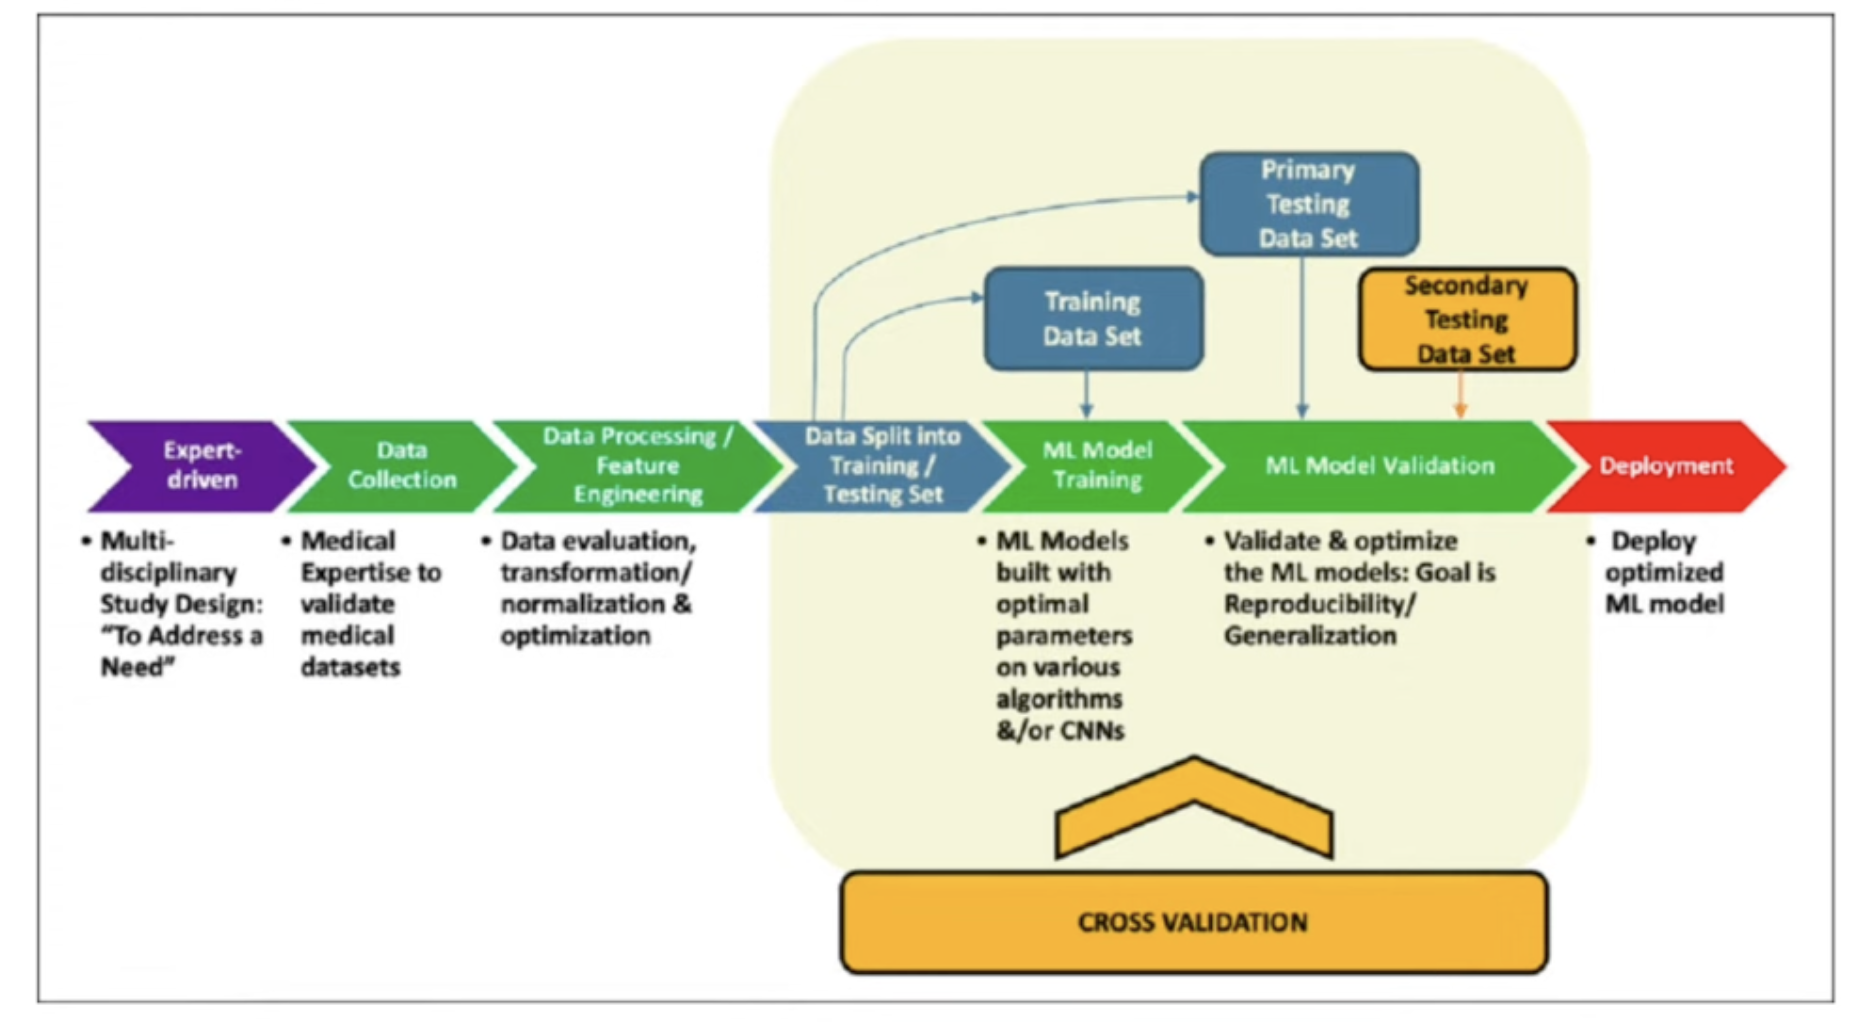 Primary
Testing
Data Set
Training
Data Set
Secondary
Testing
Data Set
Expert-
driven
Data
Collection
Data Processing /
Feature
Engineering
Data Split into
Training /
Testing Set
ML Model
Training
ML Model Validation
Deployment
• Multi-
disciplinary
Study Design:
“To Address a
Need”
• Medical
Expertise to
validate
medical
datasets
• Data evaluation,
transformation/
normalization &
optimization
• ML Models
built with
optimal
parameters
on various
algorithms
&/or CNNs
• Validate & optimize
the ML models: Goal is
Reproducibility/
Generalization
• Deploy
optimized
ML model
CROSS VALIDATION